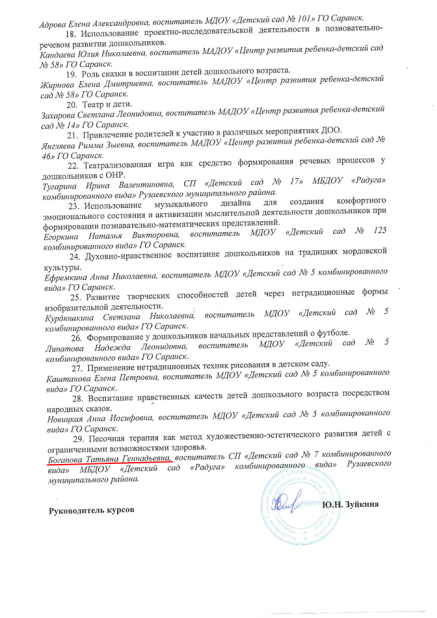 Адрова Елена Александровна, воспитатель МДОУ «Детский сад № 101» ГО Саранск.
18. Использование проектно-исследовательской деятельности в познавательно-
речевом развитии дошкольников.
Кандаева Юлия Николаевна, воспитатель МАДОУ «Центр развития ребенка-детский сад
№ 58» ГО Саранск.
19. Роль сказки в воспитании детей дошкольного возраста.
Жирнова Елена Дмитриевна, воспитатель МАДОУ «Центр развития ребенка-детский
сад № 58» ГО Саранск.
20. Театр и дети.
Захарова Светлана Леонидовна, воспитатель МАДОУ «Центр развития ребенка-детский
сад № 14» ГО Саранск.
21. Привлечение родителей к участию в различных мероприятиях ДОО.
Янгляева Римма Зыевна, воспитатель МАДОУ «Центр развития ребенка-детский сад №
46» ГО Саранск.
22. Театрализованная игра как средство формирования речевых процессов у
дошкольников с ОНР.
Тугарина Ирина Валентиновна, СП «Детский сад № 17» МБДОУ «Радуга»
комбинированного вида» Рузаевского муниципального района.
23. Использование музыкального дизайна для создания комфортного
эмоционального состояния и активизации мыслительной деятельности дошкольников при
формировании познавательно-математических представлений.
Егоркина Наталья Викторовна, воспитатель МДОУ «Детский сад № 125
комбинированного вида» ГО Саранск.
24. Духовно-нравственное воспитание дошкольников на традициях мордовской
культуры.
Ефремкина Анна Николаевна, воспитатель МДОУ «Детский сад № 5 комбинированного
вида» ГО Саранск.
25. Развитие творческих способностей детей через нетрадиционные формы
изобразительной деятельности.
Курдюшкина Светлана Николаевна, воспитатель МДОУ «Детский сад № 5
комбинированного вида» ГО Саранск.
26. Формирование у дошкольников начальных представлений о футболе.
Липатова Надежда Леонидовна, воспитатель МДОУ «Детский сад № 5
комбинированного вида» ГО Саранск.
27. Применение нетрадиционных техник рисования в детском саду.
Каштанова Елена Петровна, воспитатель МДОУ «Детский сад № 5 комбинированного
вида» ГО Саранск.
28. Воспитание нравственных качеств детей дошкольного возраста посредством
народных сказок.
Новицкая Анна Иосифовна, воспитатель МДОУ «Детский сад № 5 комбинированного
вида» ГО Саранск.
29. Песочная терапия как метод художественно-эстетического развития детей с
ограниченными возможностями здоровья.
Богапова Татьяна Геннадьевна, воспитатель СП «Детский сад № 7 комбинированного
вида» МБДОУ «Детский сад «Радуга» комбинированного вида» Рузаевского
муниципального района.
Руководитель курсов Ю.Н. Зуйкина